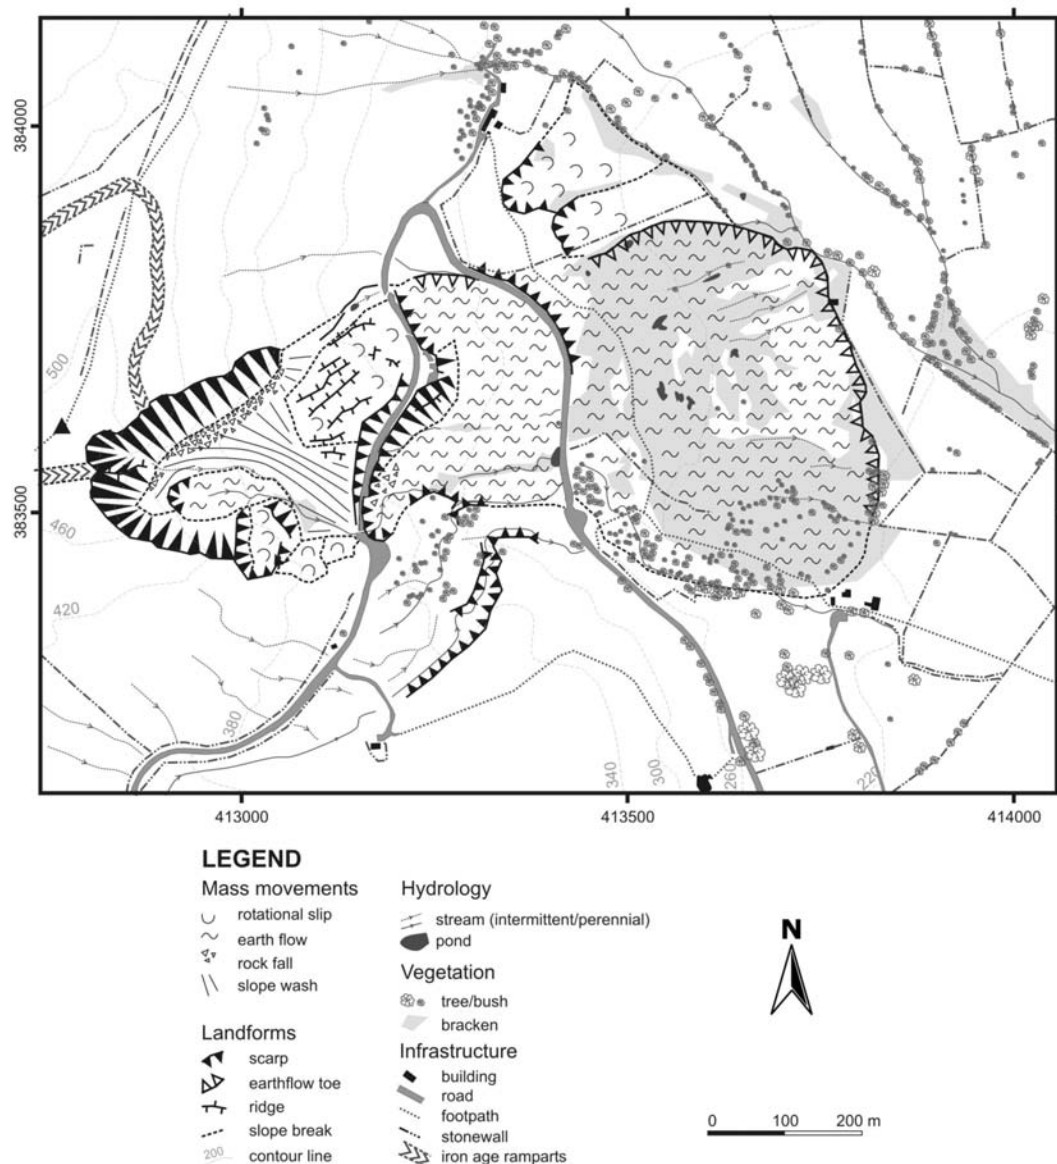 384000
383500
500
460
420
380
340
300
260
220
413000
413500
414000
LEGEND
Mass movements
rotational slip
earth flow
rock fall
slope wash
Landforms
scarp
earthflow toe
ridge
slope break
200
contour line
Hydrology
stream (intermittent/perennial)
pond
Vegetation
tree/bush
bracken
Infrastructure
building
road
footpath
stonewall
iron age ramparts
N
0 100 200 m